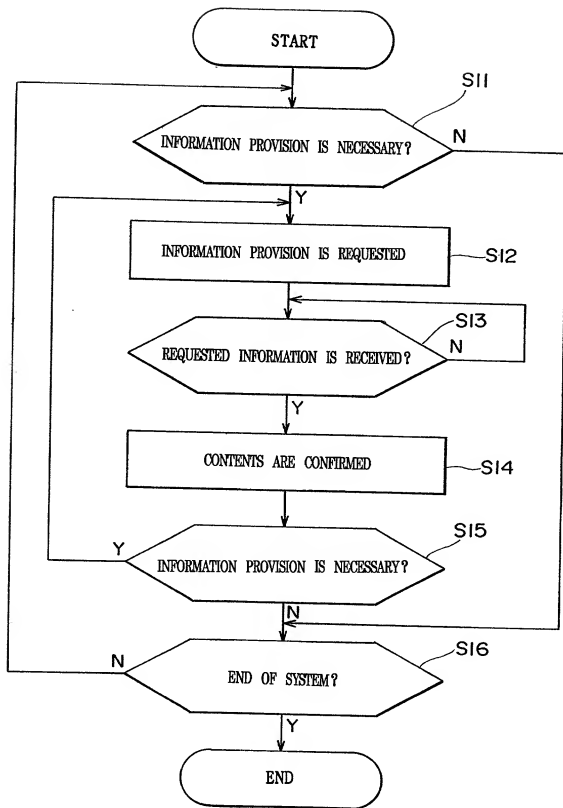 START
S11
INFORMATION PROVISION IS NECESSARY?
N
Y
INFORMATION PROVISION IS REQUESTED
S12
S13
REQUESTED INFORMATION IS RECEIVED?
N
Y
CONTENTS ARE CONFIRMED
S14
S15
Y
INFORMATION PROVISION IS NECESSARY?
N
S16
N
END OF SYSTEM?
Y
END